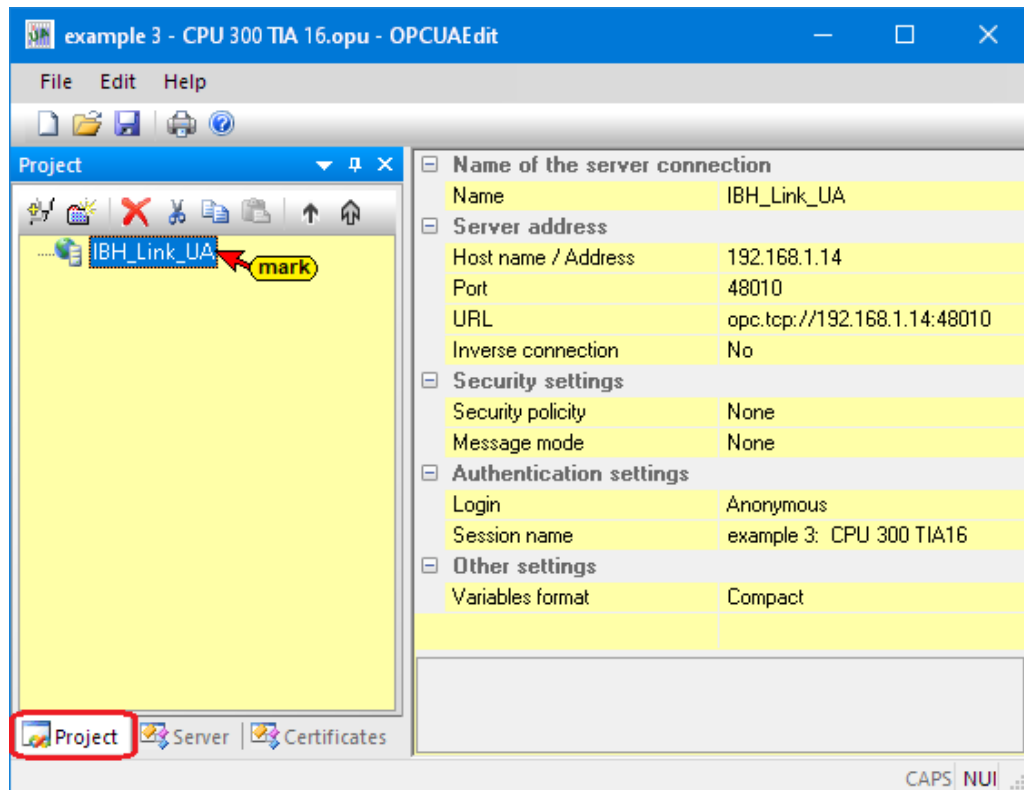 example 3 - CPU 300 TIA 16.opu - OPCUAEdit
File Edit Help
Project
IBH_Link_UA
mark
Name of the server connection
Name IBH_Link_UA
Server address
Host name / Address 192.168.1.14
Port 48010
URL opc.tcp://192.168.1.14:48010
Inverse connection No
Security settings
Security policity None
Message mode None
Authentication settings
Login Anonymous
Session name example 3: CPU 300 TIA16
Other settings
Variables format Compact
Project Server Certificates
CAPS NUI